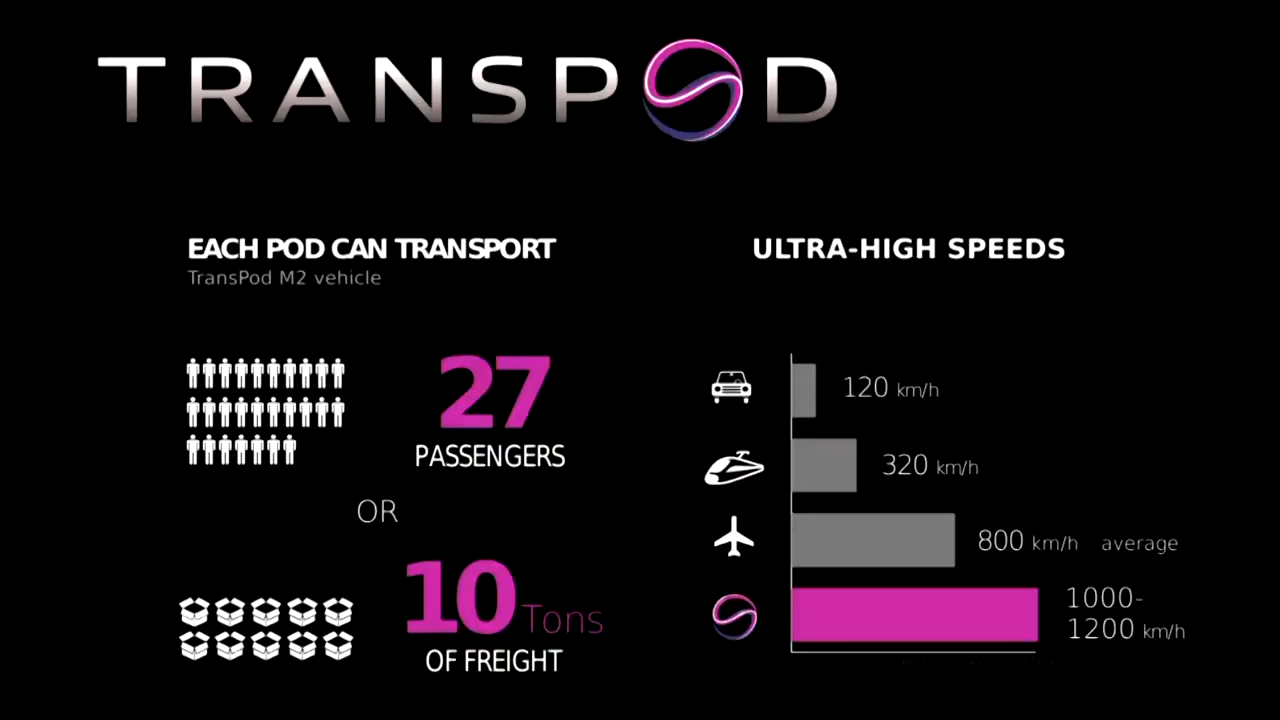 TRANSPOD
EACH POD CAN TRANSPORT
TransPod M2 vehicle
27
PASSENGERS
OR
10 Tons
OF FREIGHT
ULTRA-HIGH SPEEDS
120 km/h
320 km/h
800 km/h average
1000-
1200 km/h